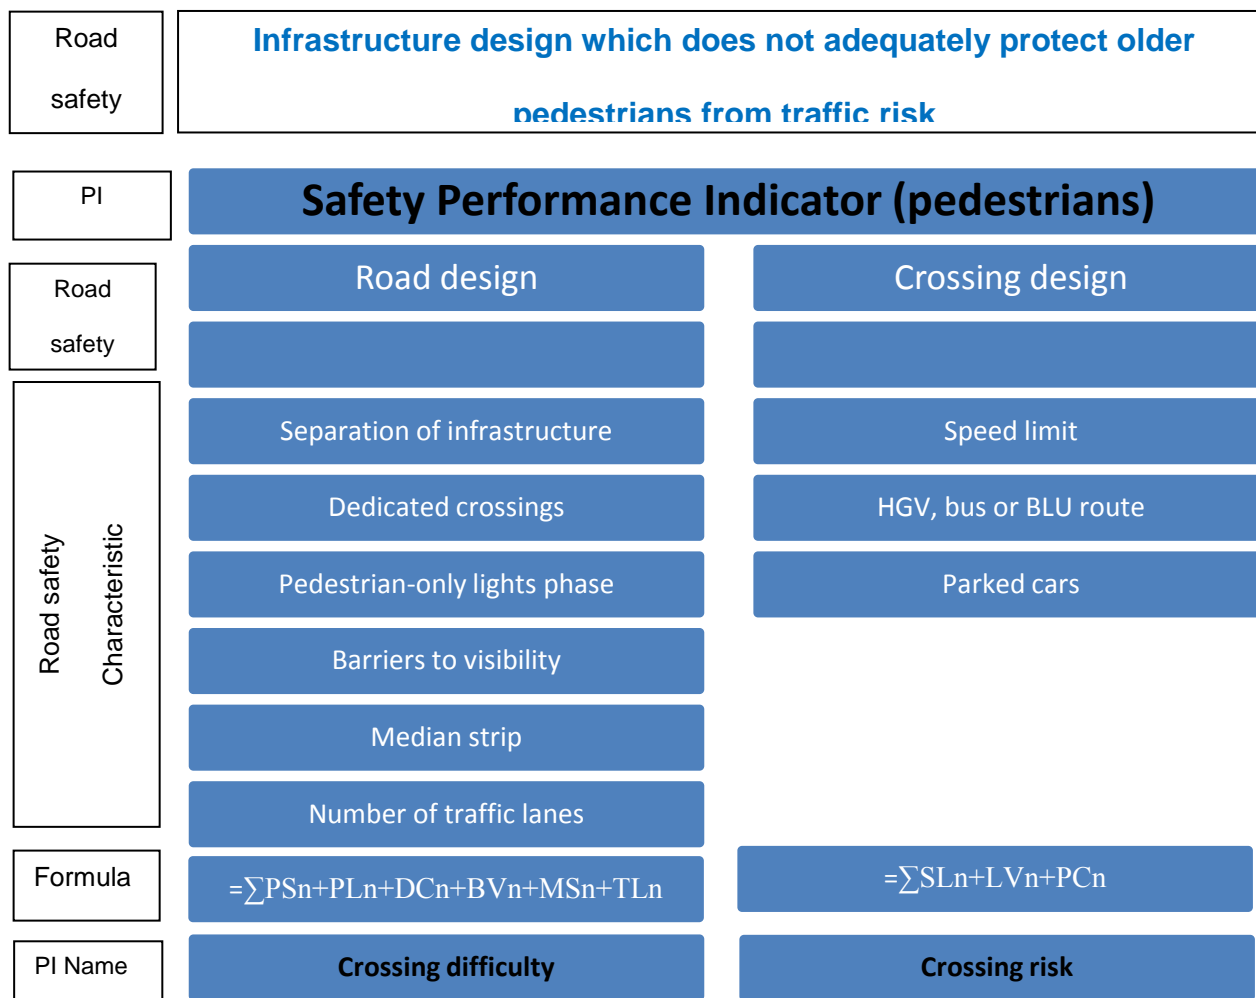 Road
safety
Infrastructure design which does not adequately protect older
pedestrians from traffic risk
PI
Safety Performance Indicator (pedestrians)
Road
safety
Road design
Crossing design
Road safety
Characteristic
Separation of infrastructure
Speed limit
Dedicated crossings
HGV, bus or BLU route
Pedestrian-only lights phase
Parked cars
Barriers to visibility
Median strip
Number of traffic lanes
Formula
=∑PSn+PLn+DCn+BVn+MSn+TLn
=∑SLn+LVn+PCn
PI Name
Crossing difficulty
Crossing risk